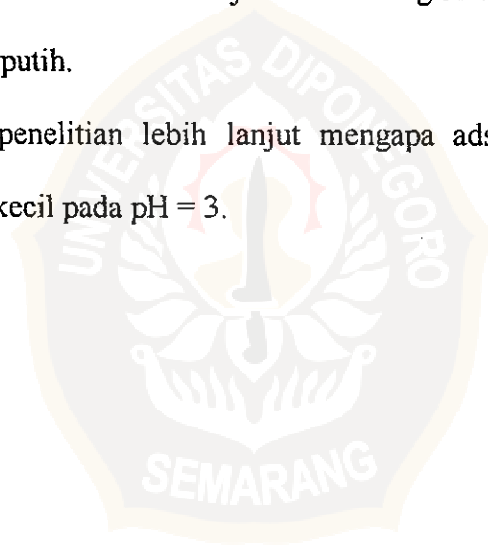 putih.
penelitian lebih lanjut mengapa ads
kecil pada pH = 3.
UNIVERSITAS DIPONEGORO
SEMARANG